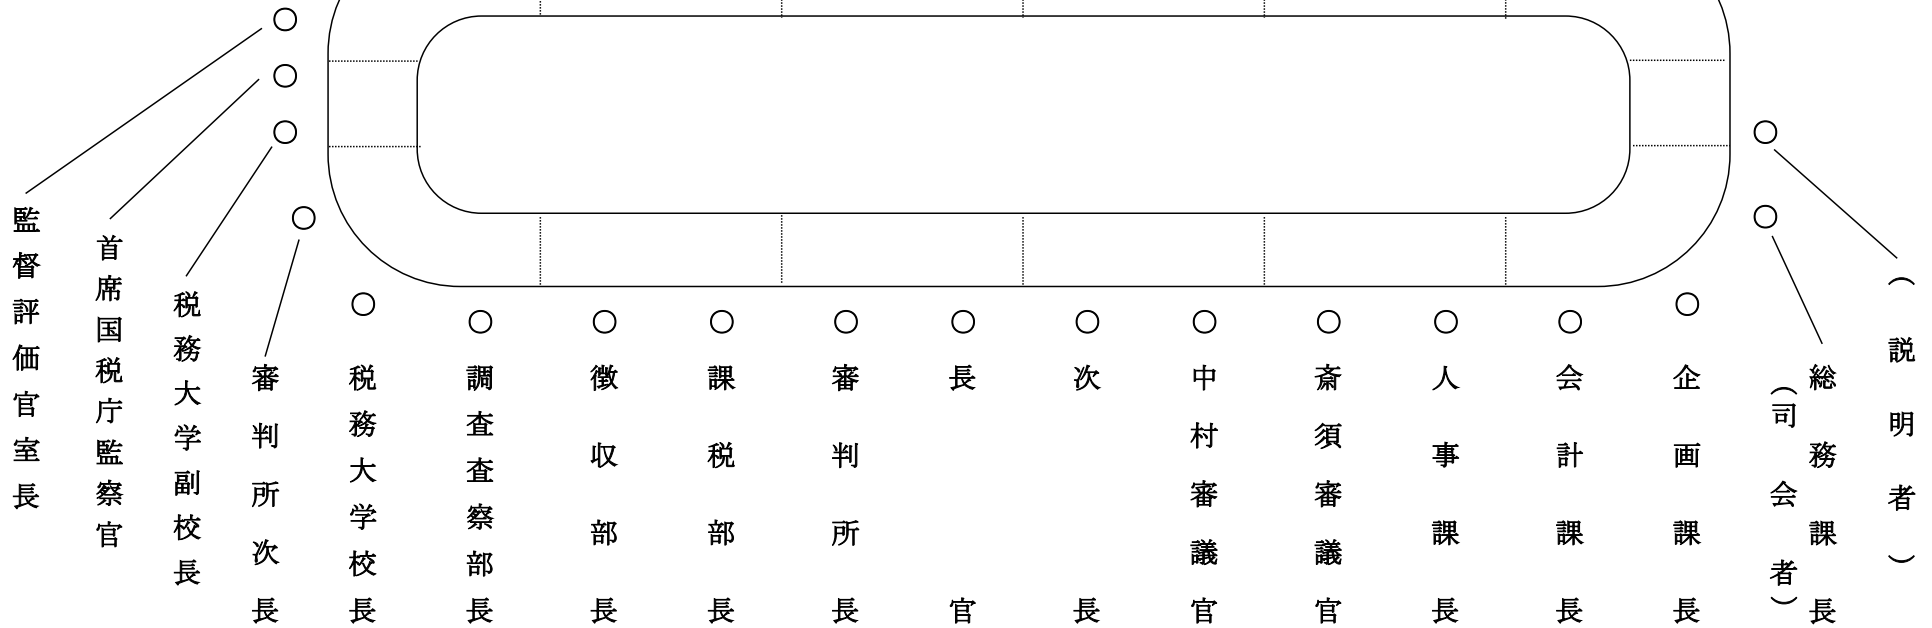 （説明者）
総務課長
（司会者）
企画課長
会計課長
人事課長
斎須審議官
中村審議官
次長
長官
審判所長
課税部長
徴収部長
調査査察部長
税務大学校長
審判所次長
税務大学副校長
首席国税庁監察官
監督評価官室長